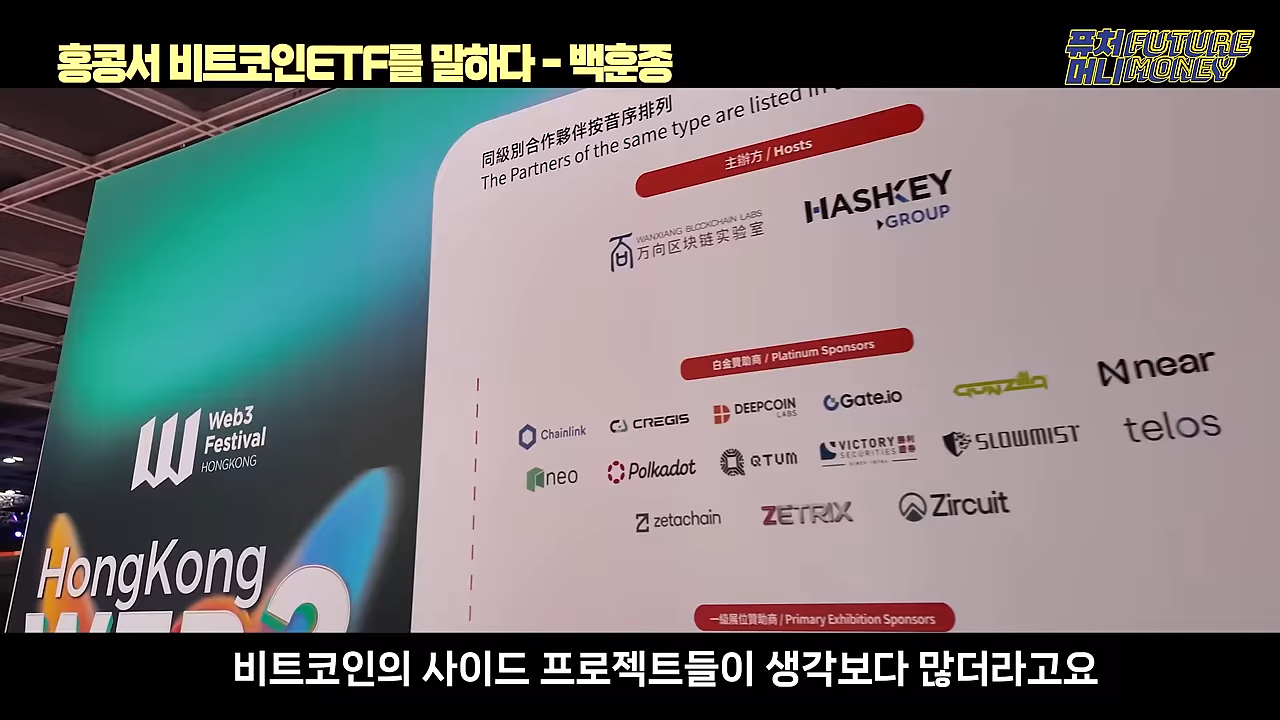 홍콩서 비트코인ETF를 말하다 - 백훈종
퓨처 FUTURE
머니 MONEY
同級別合作夥伴按音序排列
The Partners of the same type are listed in
主辦方 / Hosts
WANXIANG BLOCKCHAIN LABS
万向区块链实验室
HASHKEY
GROUP
白金贊助商 / Platinum Sponsors
Chainlink
CREGIS
DEEPCOIN
LABS
Gate.io
GUNZILLA
near
neo
Polkadot
QTUM
VICTORY 勝利
SECURITIES 證券
SLOWMIST
telos
zetachain
ZETRIX
Zircuit
一級展位贊助商 / Primary Exhibition Sponsors
Web3
Festival
HONGKONG
HongKong
비트코인의 사이드 프로젝트들이 생각보다 많더라고요